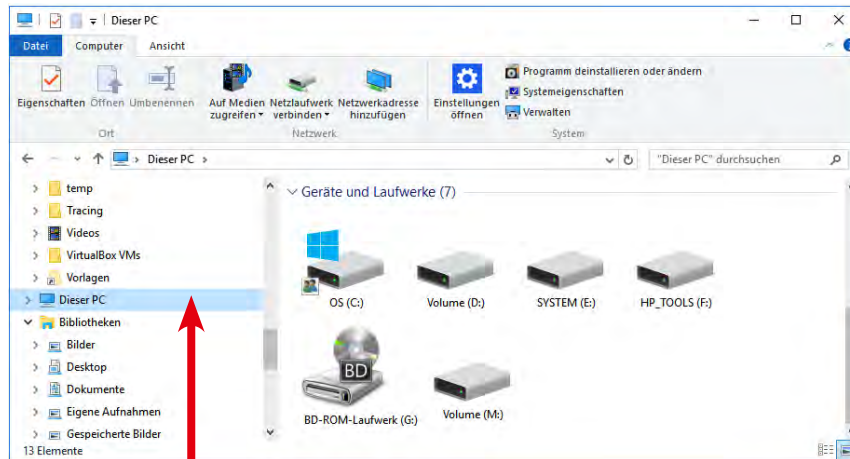 Dieser PC
Datei Computer Ansicht
Eigenschaften Öffnen Umbenennen
Ort
Auf Medien zugreifen
Netzlaufwerk verbinden
Netzwerkadresse hinzufügen
Netzwerk
Einstellungen öffnen
Programm deinstallieren oder ändern
Systemeigenschaften
Verwalten
System
Dieser PC
"Dieser PC" durchsuchen
temp
Tracing
Videos
VirtualBox VMs
Vorlagen
Dieser PC
Bibliotheken
Bilder
Desktop
Dokumente
Eigene Aufnahmen
Gespeicherte Bilder
Geräte und Laufwerke (7)
OS (C:)
Volume (D:)
SYSTEM (E:)
HP_TOOLS (F:)
BD
BD-ROM-Laufwerk (G:)
Volume (M:)
13 Elemente